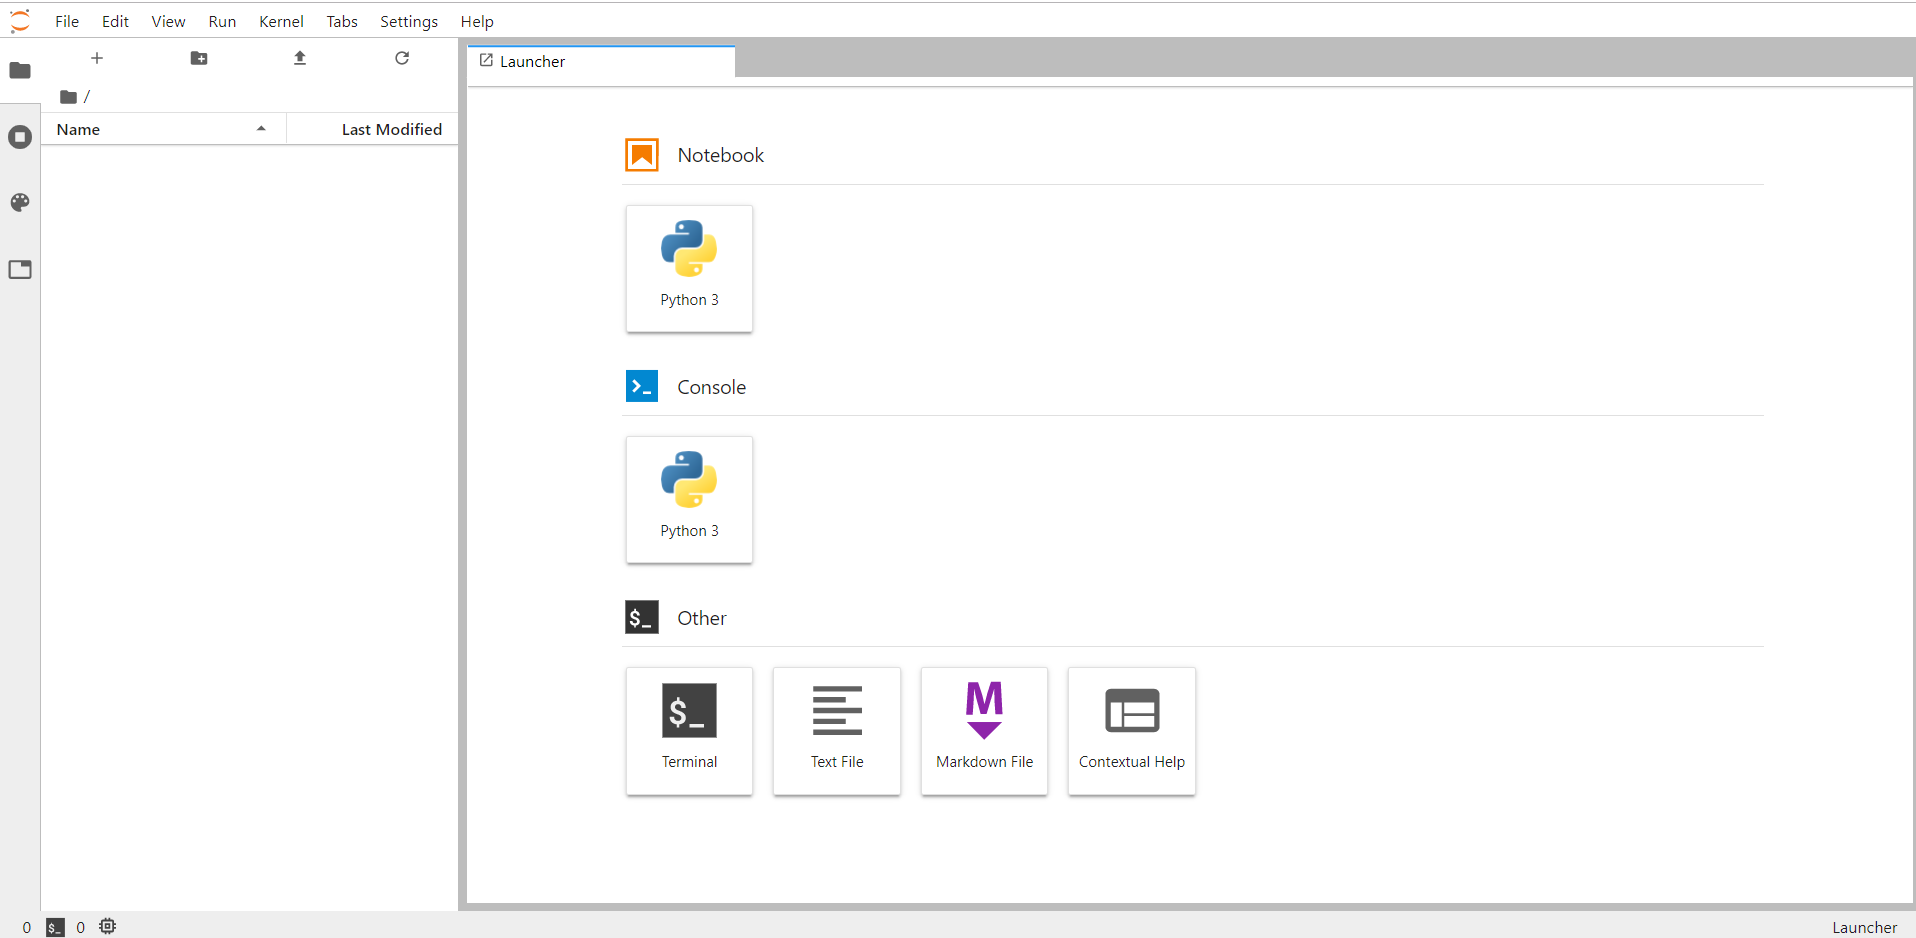 File Edit View Run Kernel Tabs Settings Help
Launcher
/
Name Last Modified
Notebook
Python 3
Console
Python 3
$_ Other
$_
M
Terminal Text File Markdown File Contextual Help
0 $_ 0 Launcher